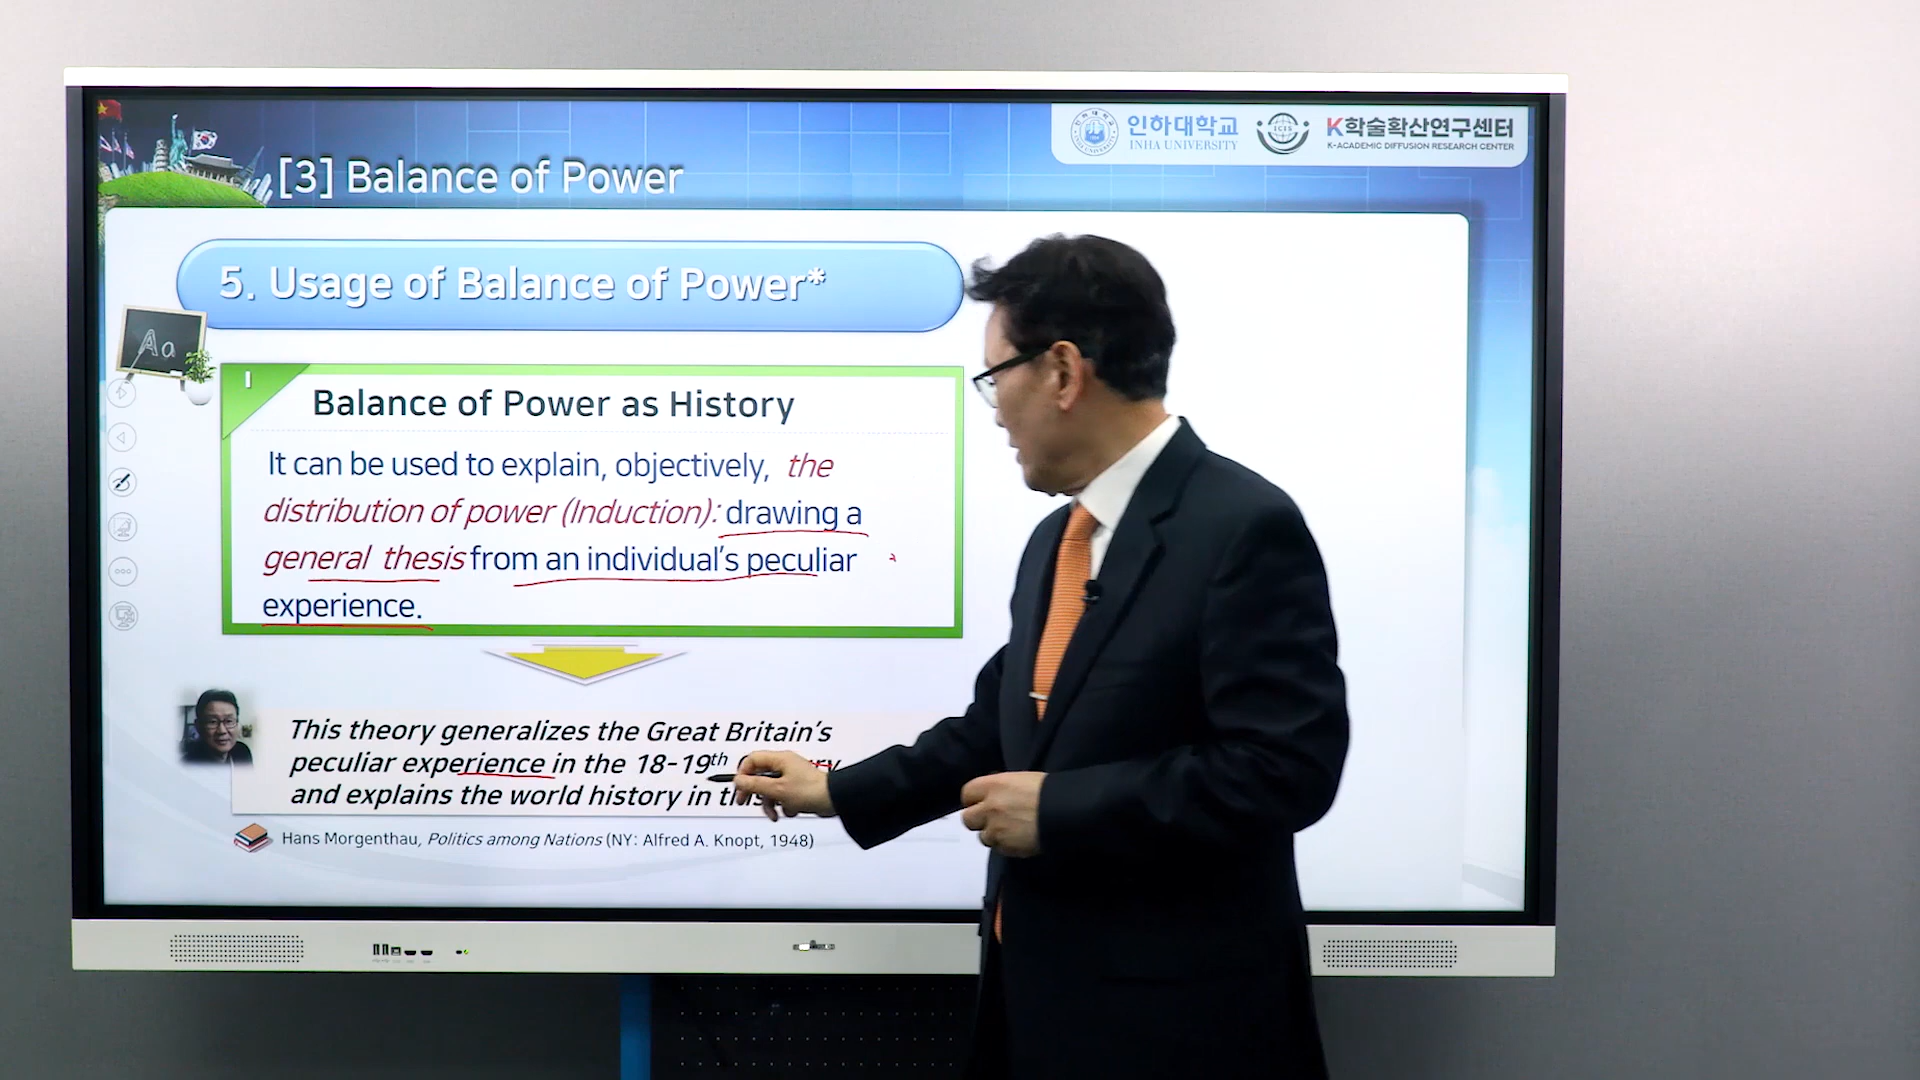 인하대학교
INHA UNIVERSITY
ICIS
K학술확산연구센터
K-ACADEMIC DIFFUSION RESEARCH CENTER
[3] Balance of Power
5. Usage of Balance of Power*
Aa
1
Balance of Power as History
It can be used to explain, objectively, the
distribution of power (Induction): drawing a
general thesis from an individual's peculiar
experience.
This theory generalizes the Great Britain's
peculiar experience in the 18-19th
and explains the world history in this
Hans Morgenthau, Politics among Nations (NY: Alfred A. Knopt, 1948)